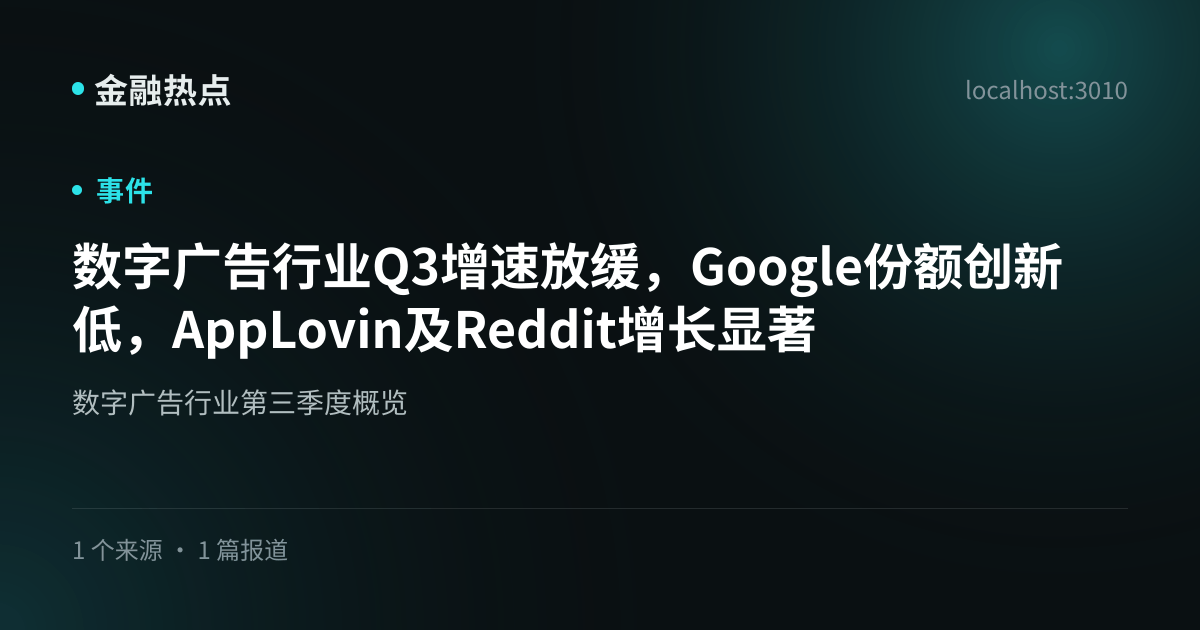 金融热点
localhost:3010
事件
数字广告行业Q3增速放缓，Google份额创新
低，AppLovin及Reddit增长显著
数字广告行业第三季度概览
1 个来源 · 1 篇报道